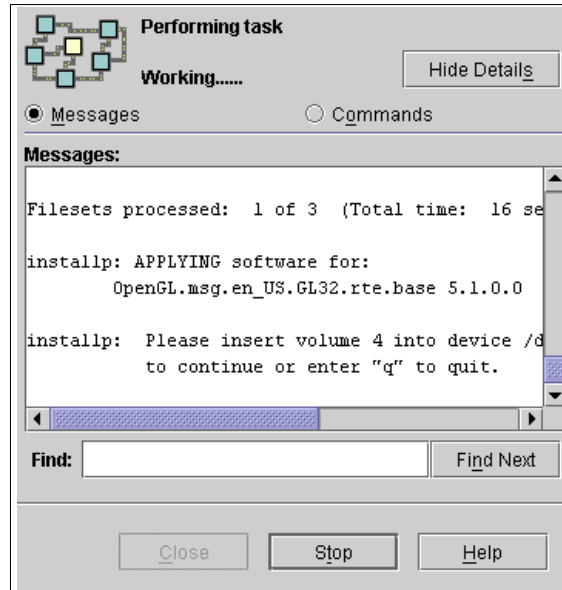 Performing task
Working......
Hide Details
Messages
Commands
Messages:
Filesets processed:  1 of 3  (Total time:  16 se
installp: APPLYING software for:
OpenGL.msg.en_US.GL32.rte.base 5.1.0.0
installp:  Please insert volume 4 into device /d
to continue or enter "q" to quit.
Find:
Find Next
Close
Stop
Help